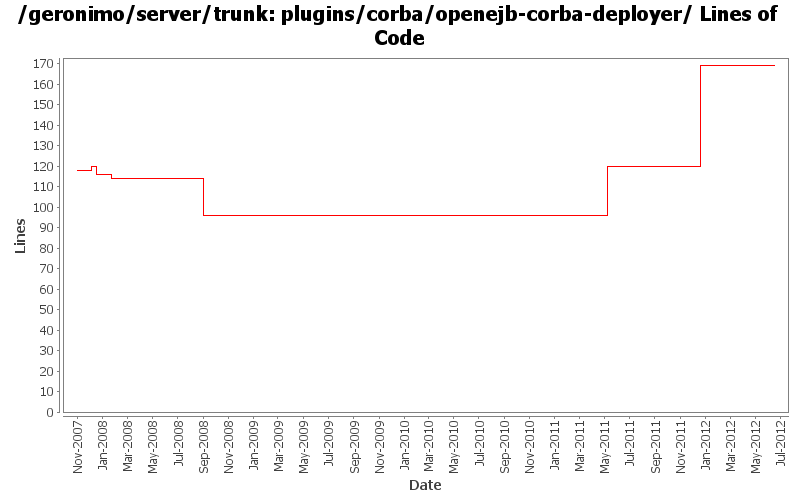 /geronimo/server/trunk: plugins/corba/openejb-corba-deployer/ Lines of
Code
170
160
150
140
130
120
110
100
90
80
70
60
50
40
30
20
10
0
Lines
Nov-2007
Jan-2008
Mar-2008
May-2008
Jul-2008
Sep-2008
Nov-2008
Jan-2009
Mar-2009
May-2009
Jul-2009
Sep-2009
Nov-2009
Jan-2010
Mar-2010
May-2010
Jul-2010
Sep-2010
Nov-2010
Jan-2011
Mar-2011
May-2011
Jul-2011
Sep-2011
Nov-2011
Jan-2012
Mar-2012
May-2012
Jul-2012
Date